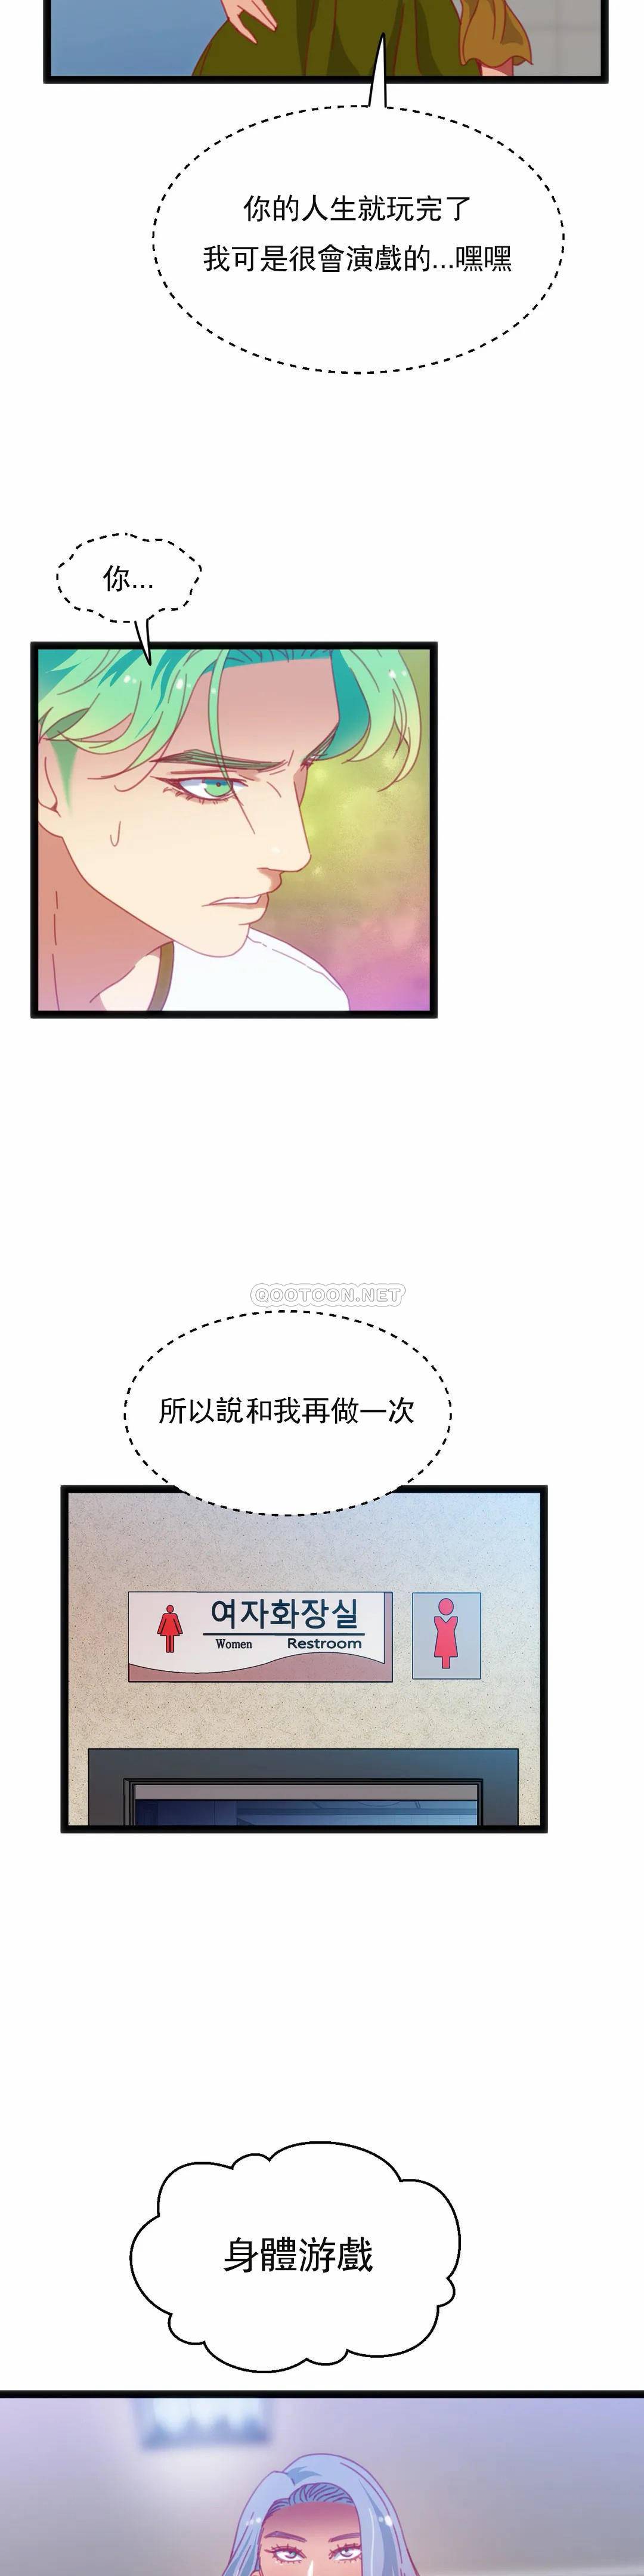 你的人生就玩完了
我可是很會演戲的...嘿嘿
你...
QOOTOON.NET
所以說和我再做一次
여자화장실
Women Restroom
身體游戲